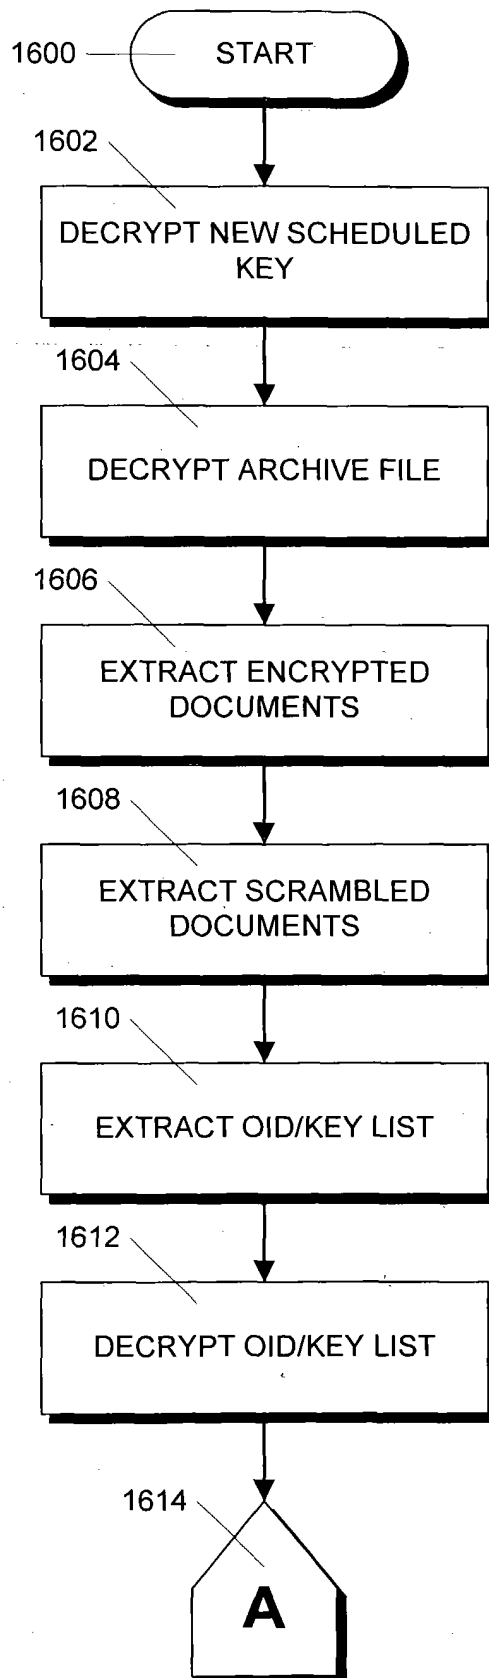 1600
START
1602
DECRYPT NEW SCHEDULED
KEY
1604
DECRYPT ARCHIVE FILE
1606
EXTRACT ENCRYPTED
DOCUMENTS
1608
EXTRACT SCRAMBLED
DOCUMENTS
1610
EXTRACT OID/KEY LIST
1612
DECRYPT OID/KEY LIST
1614
A